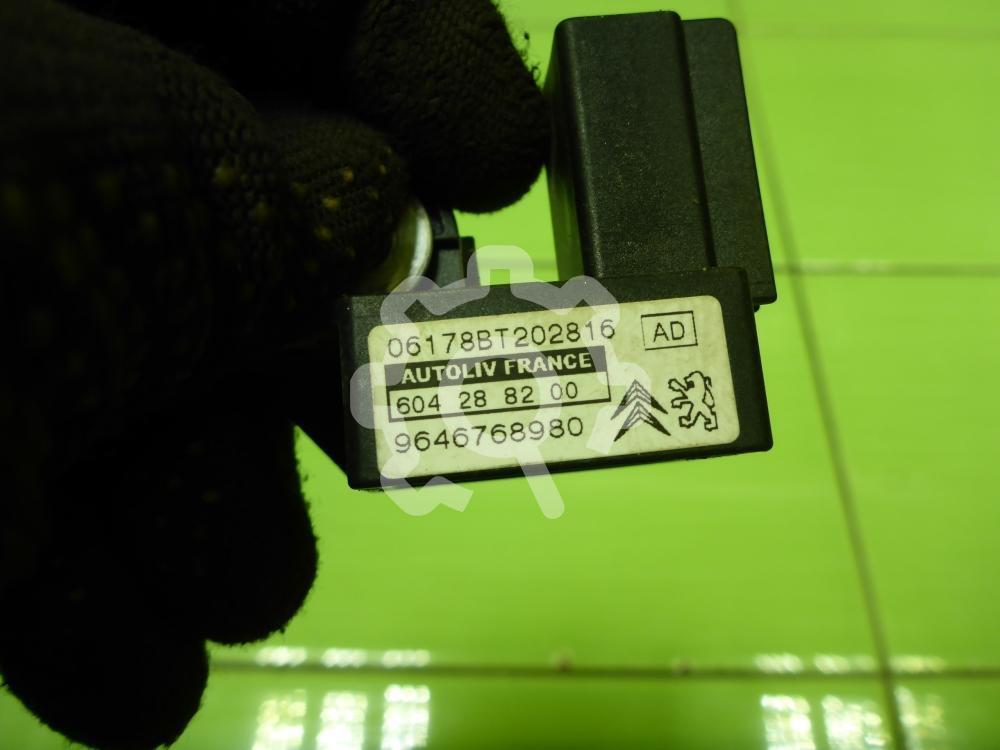 06178BT202816 AD
AUTOLIV FRANCE
604 28 82 00
9646768980